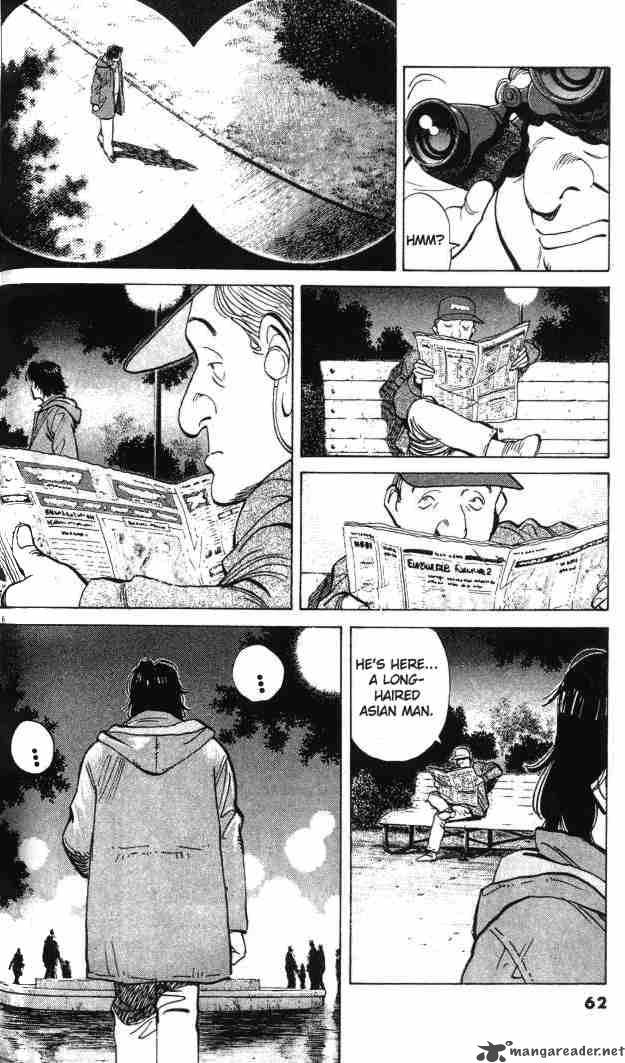 HMM?
HE'S HERE...
A LONG-
HAIRED
ASIAN MAN.
...
...
62
mangareader.net